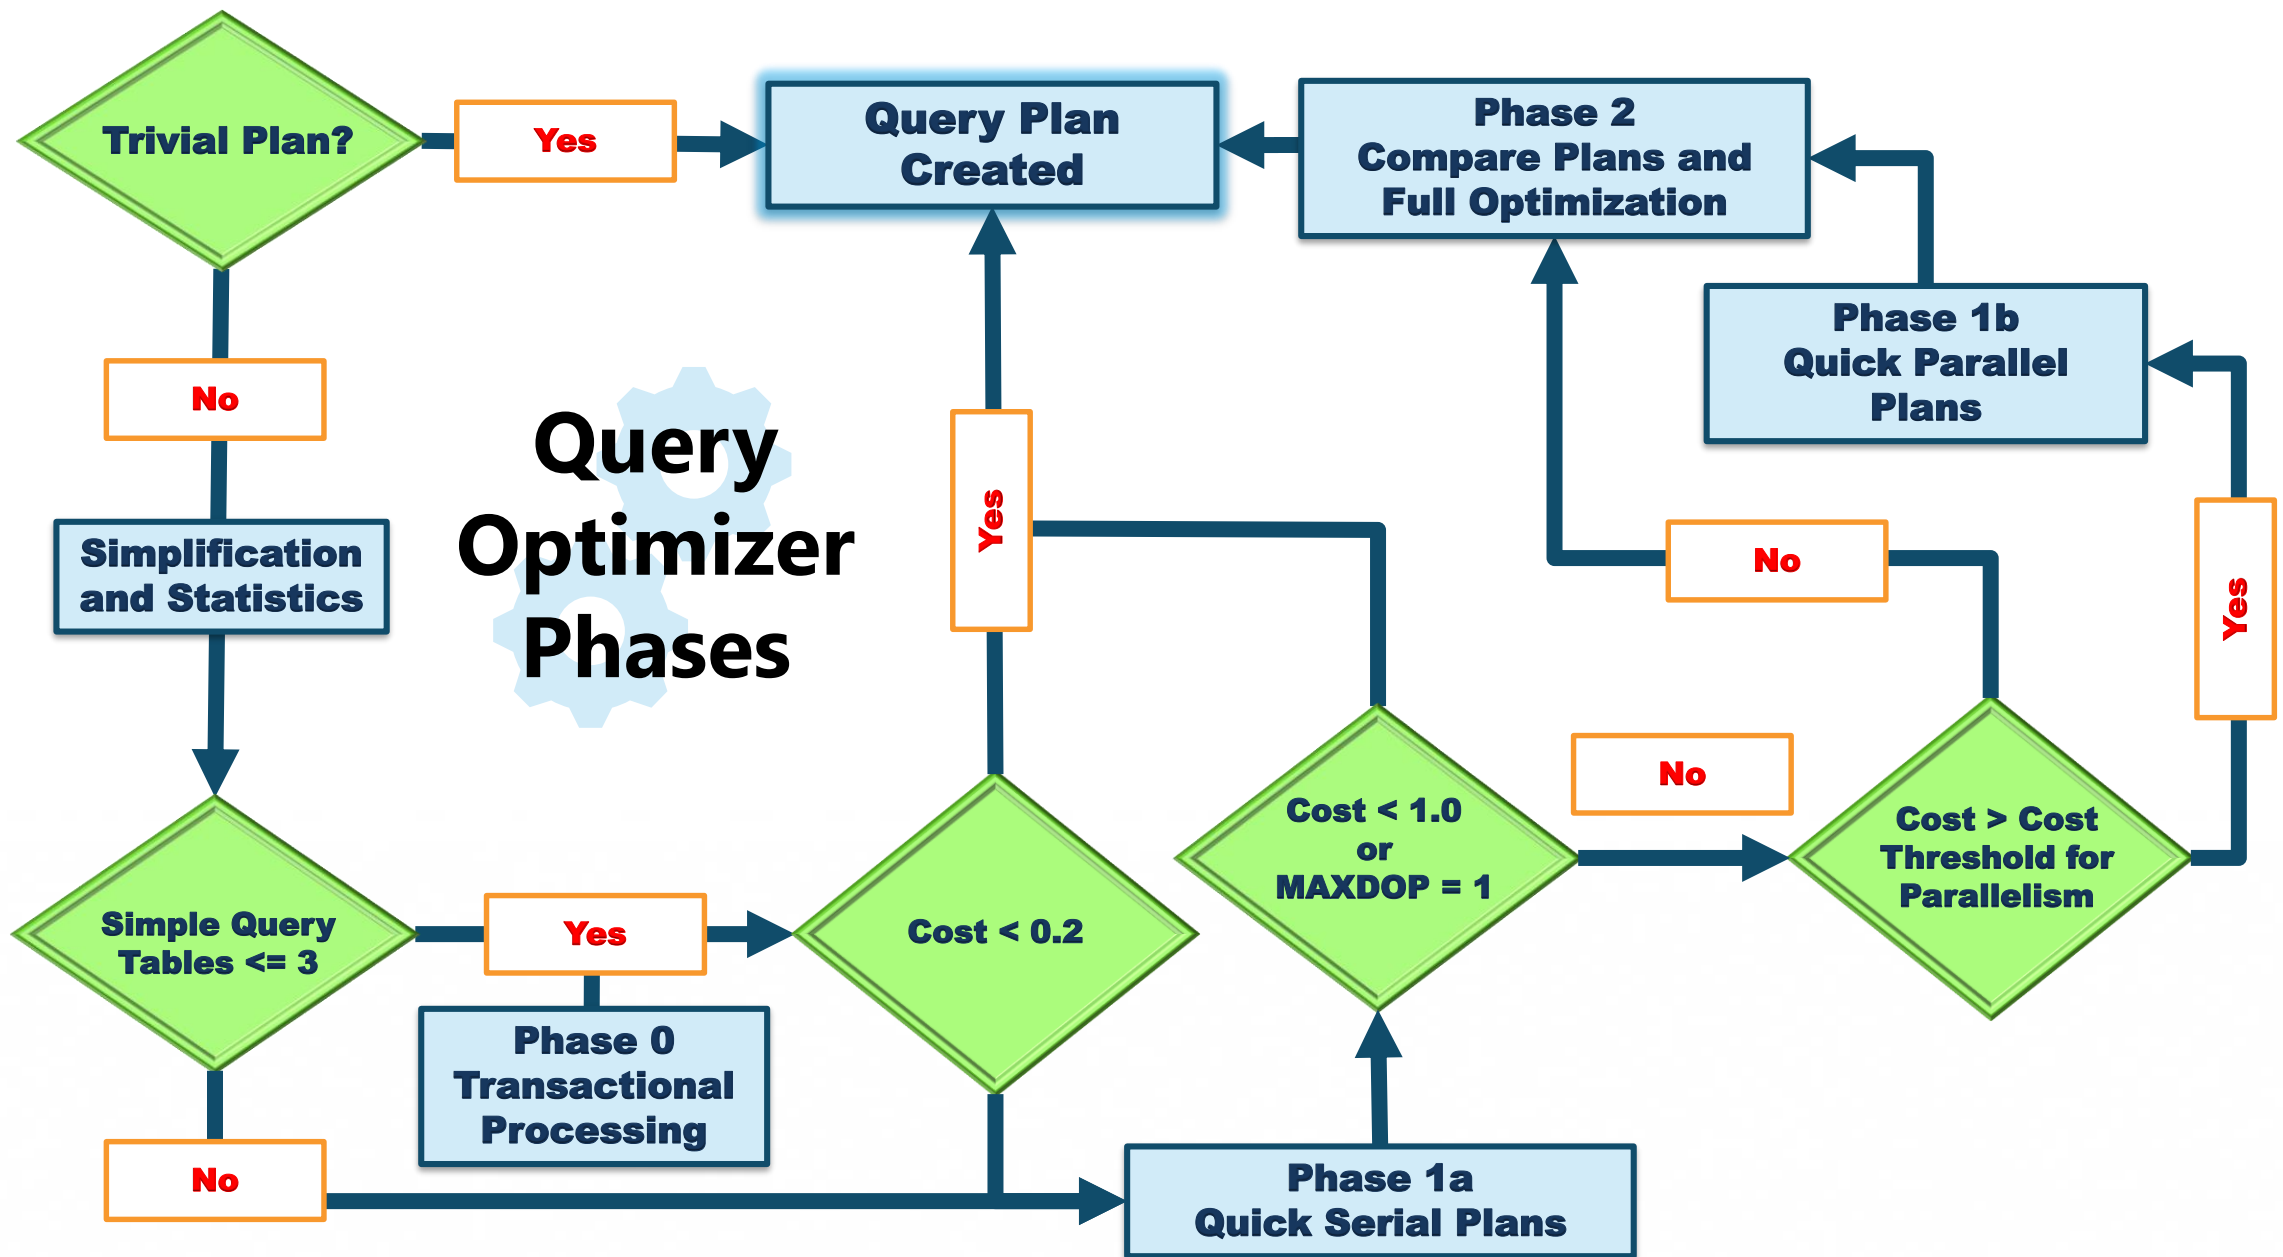 Trivial Plan?
Yes
Query Plan
Created
Phase 2
Compare Plans and
Full Optimization
Phase 1b
Quick Parallel
Plans
No
Query
Optimizer
Phases
Yes
No
Yes
Simplification
and Statistics
No
Cost < 1.0
or
MAXDOP = 1
Cost > Cost
Threshold for
Parallelism
Simple Query
Tables <= 3
Yes
Cost < 0.2
Phase 0
Transactional
Processing
No
Phase 1a
Quick Serial Plans